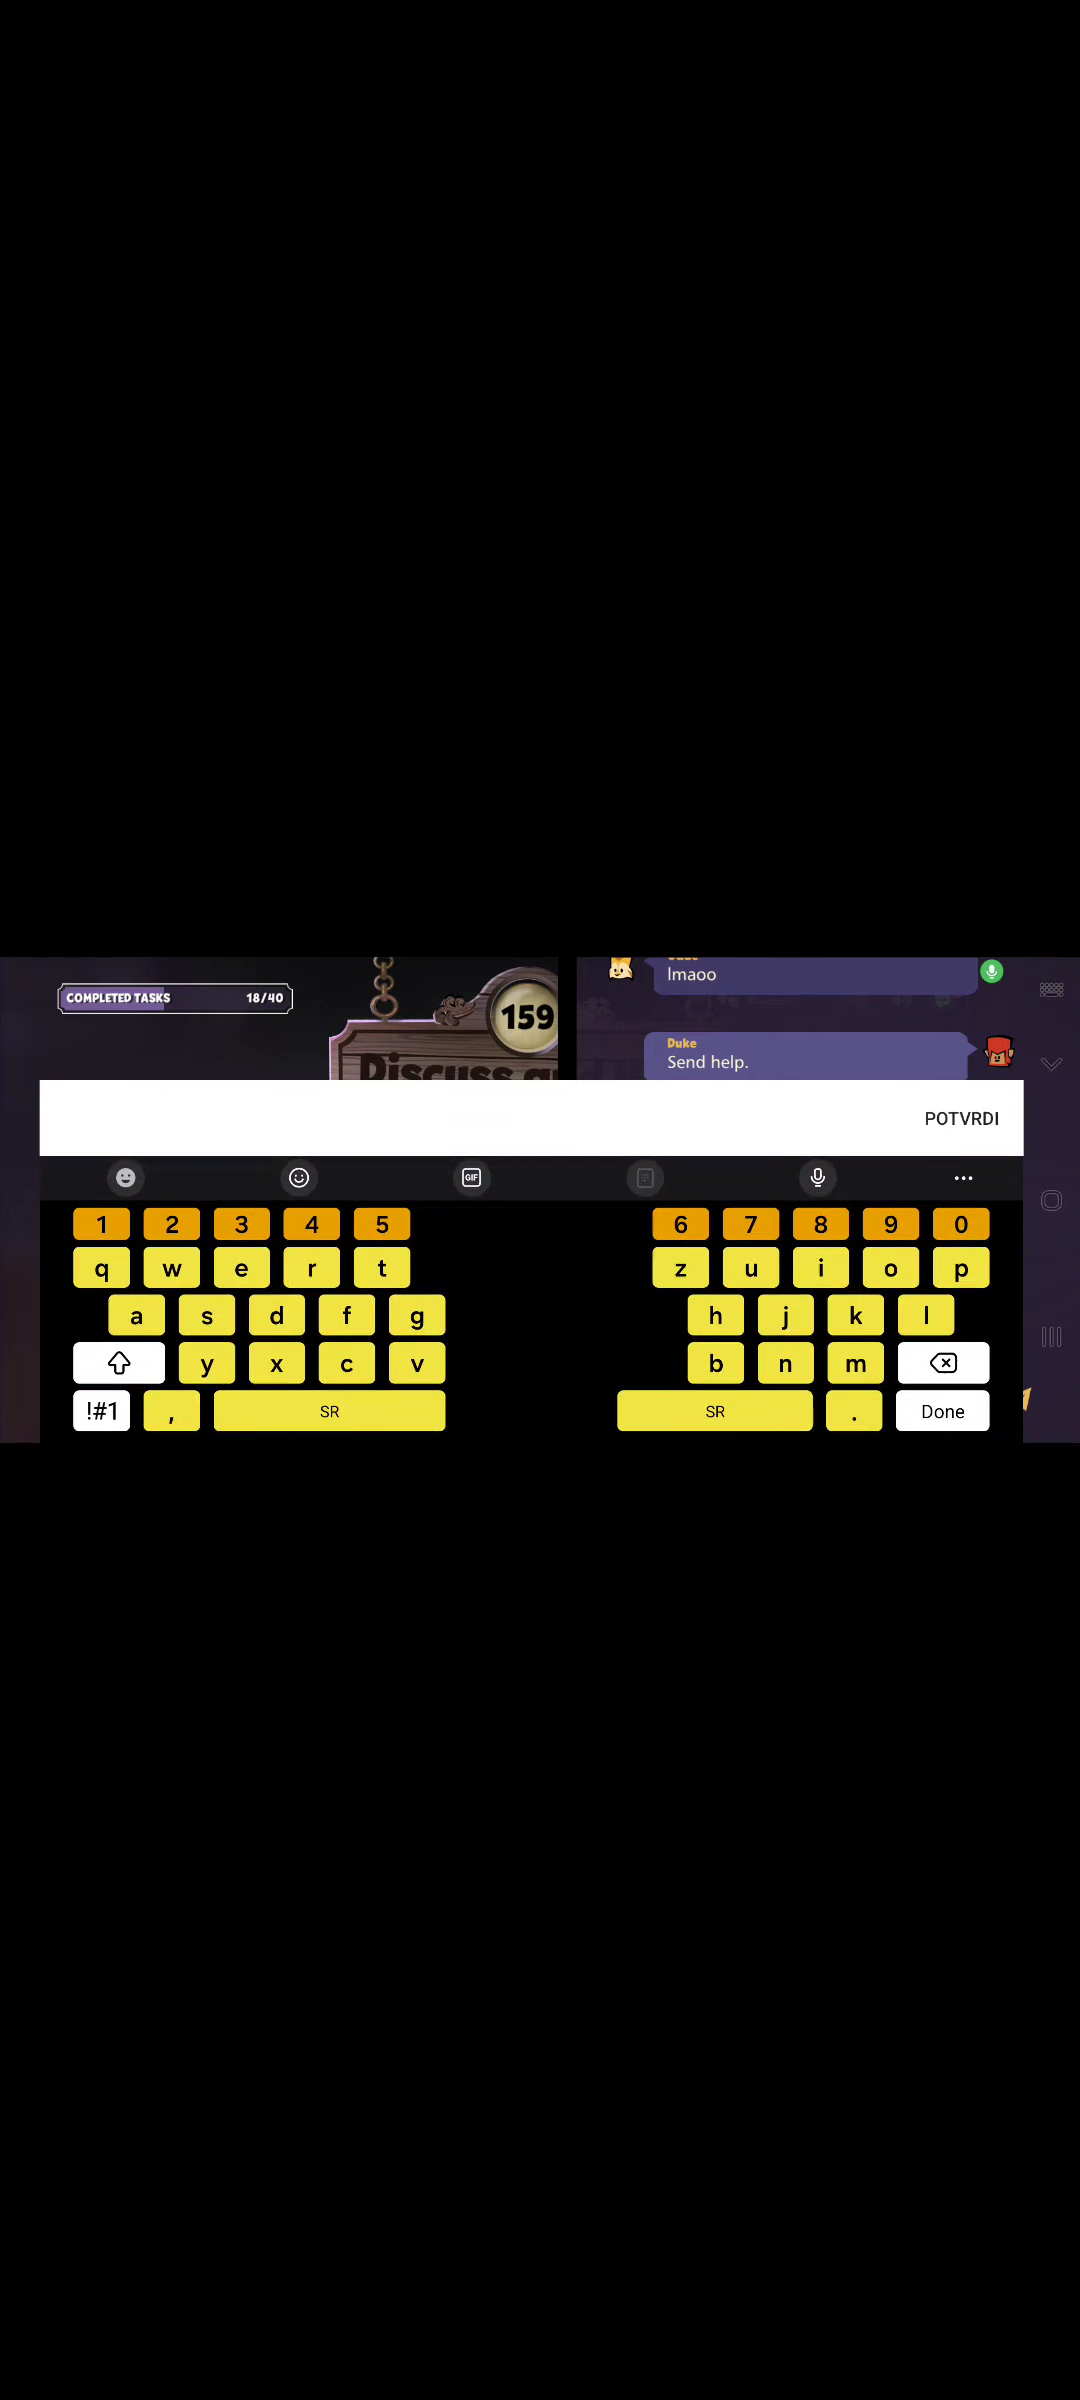 COMPLETED TASKS 18/40
159
lmaoo
Duke
Send help.
POTVRDI
GIF
1 2 3 4 5 6 7 8 9 0
q w e r t z u i o p
a s d f g h j k l
y x c v b n m
!#1 , SR SR . Done